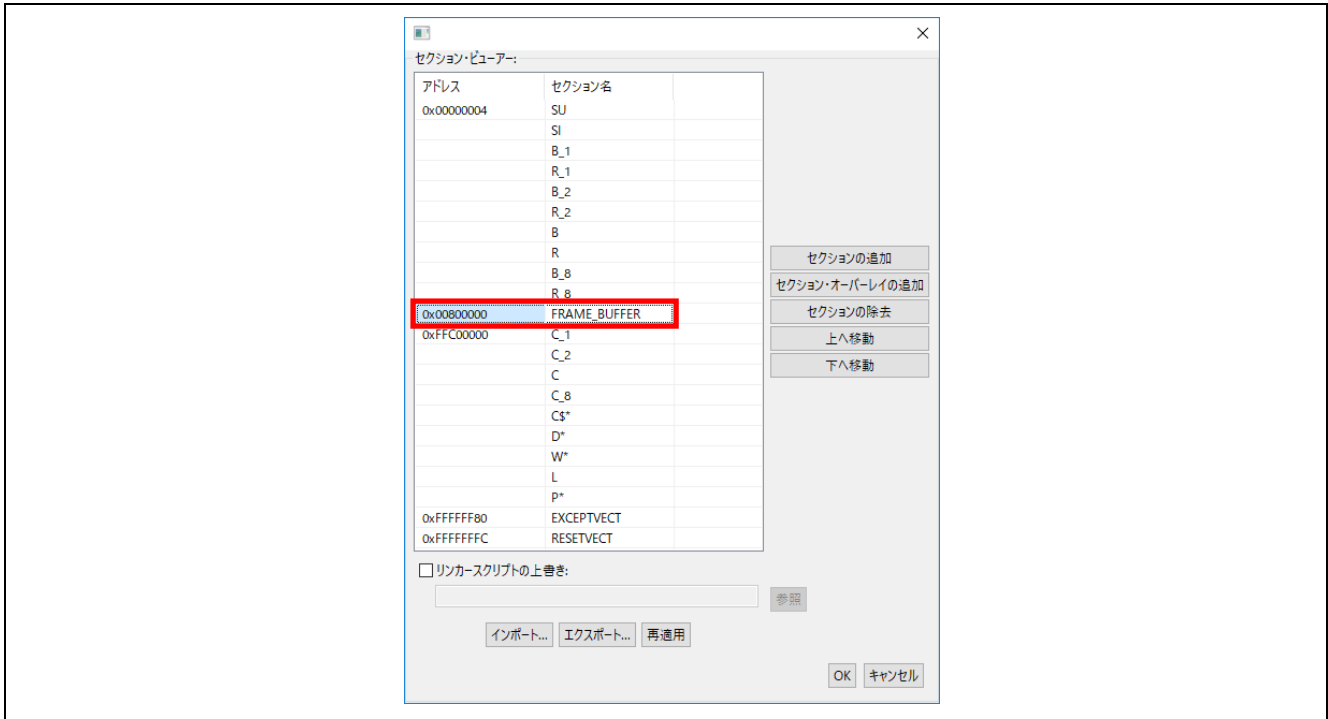 セクション・ビューアー:
アドレス セクション名
0x00000004 SU
SI
B_1
R_1
B_2
R_2
B
R
B_8
R_8
0x00800000 FRAME_BUFFER
0xFFC00000 C_1
C_2
C
C_8
C$*
D*
W*
L
P*
0xFFFFFF80 EXCEPTVECT
0xFFFFFFFC RESETVECT
セクションの追加
セクション・オーバーレイの追加
セクションの除去
上へ移動
下へ移動
リンカースクリプトの上書き:
参照
インポート... エクスポート... 再適用
OK キャンセル